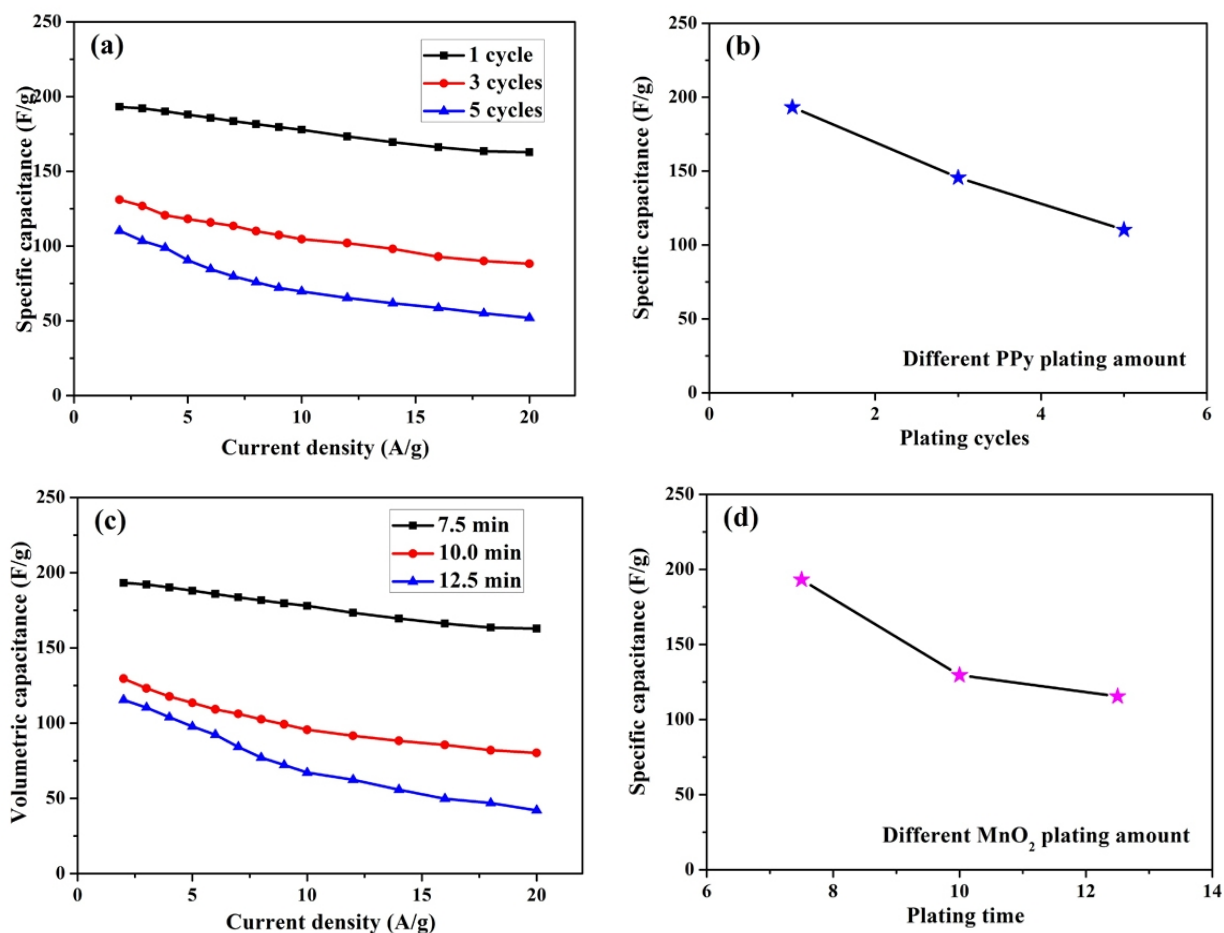 (a)
1 cycle
3 cycles
5 cycles
Specific capacitance (F/g)
250
200
150
100
50
0
0 5 10 15 20
Current density (A/g)
(b)
Specific capacitance (F/g)
250
200
150
100
50
0
Different PPy plating amount
0 2 4 6
Plating cycles
(c)
7.5 min
10.0 min
12.5 min
Volumetric capacitance (F/g)
250
200
150
100
50
0
0 5 10 15 20
Current density (A/g)
(d)
Specific capacitance (F/g)
250
200
150
100
50
0
Different MnO₂ plating amount
6 8 10 12 14
Plating time